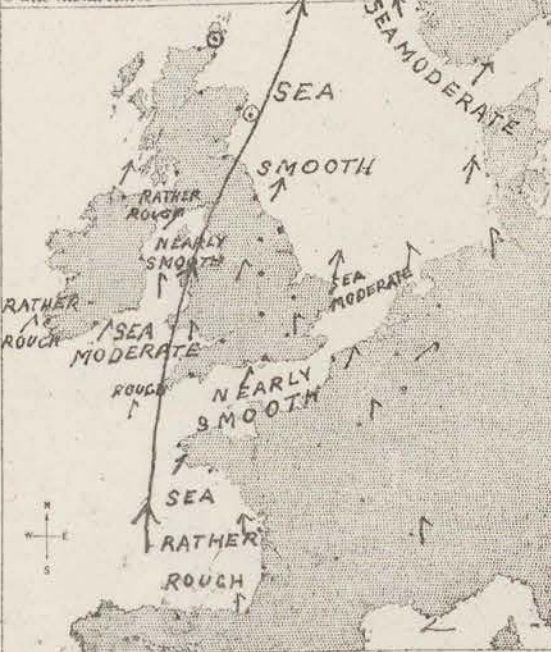 SEA MODERATE
SEA
SMOOTH
RATHER
ROUGH
NEARLY
SMOOTH
SEA
MODERATE
RATHER
ROUGH
SEA
MODERATE
ROUGH
NEARLY
SMOOTH
N
W E
S
SEA
RATHER
ROUGH